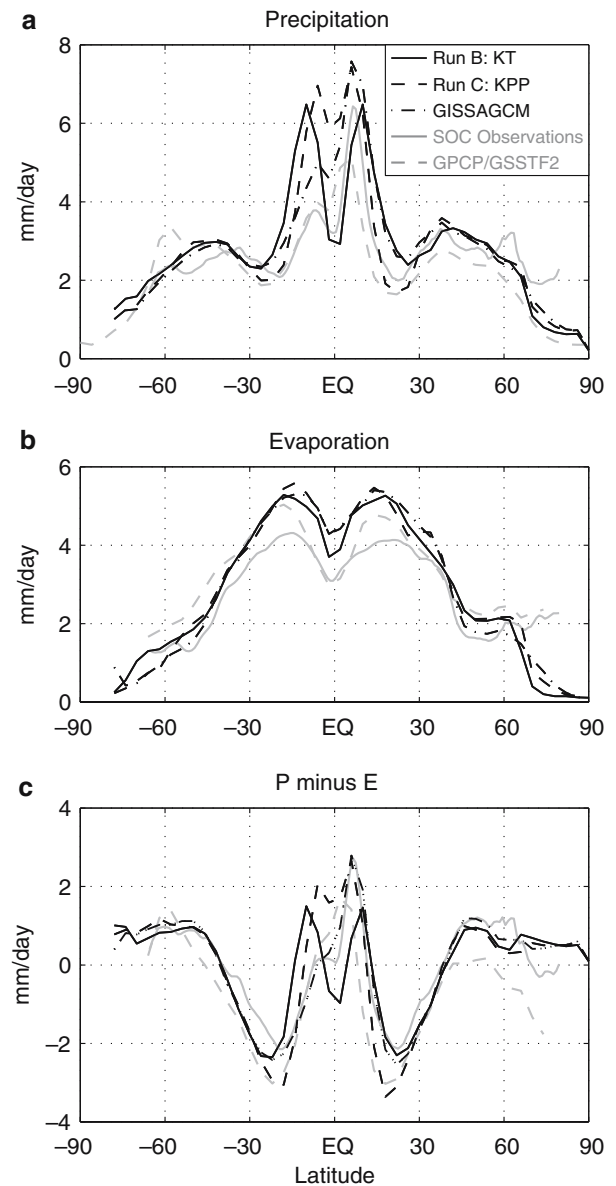 a
Precipitation
8
6
4
2
0
mm/day
Run B: KT
Run C: KPP
GISSAGCM
SOC Observations
GPCP/GSSTF2
–90 –60 –30 EQ 30 60 90
b
Evaporation
6
4
2
0
mm/day
–90 –60 –30 EQ 30 60 90
c
P minus E
4
2
0
–2
–4
mm/day
–90 –60 –30 EQ 30 60 90
Latitude